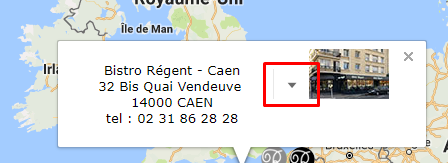 Royaume-Uni
Île de Man
Irla
Bistro Régent - Caen
32 Bis Quai Vendeuve
14000 CAEN
tel : 02 31 86 28 28
Bruxelles